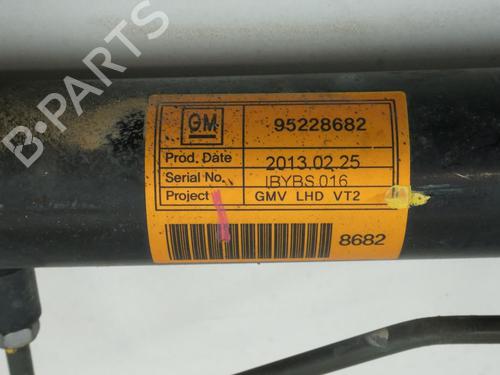 B-PARTS
GM 95228682
Prod. Date 2013.02.25
Serial No. IBYBS 016
Project GMV LHD VT2
8682